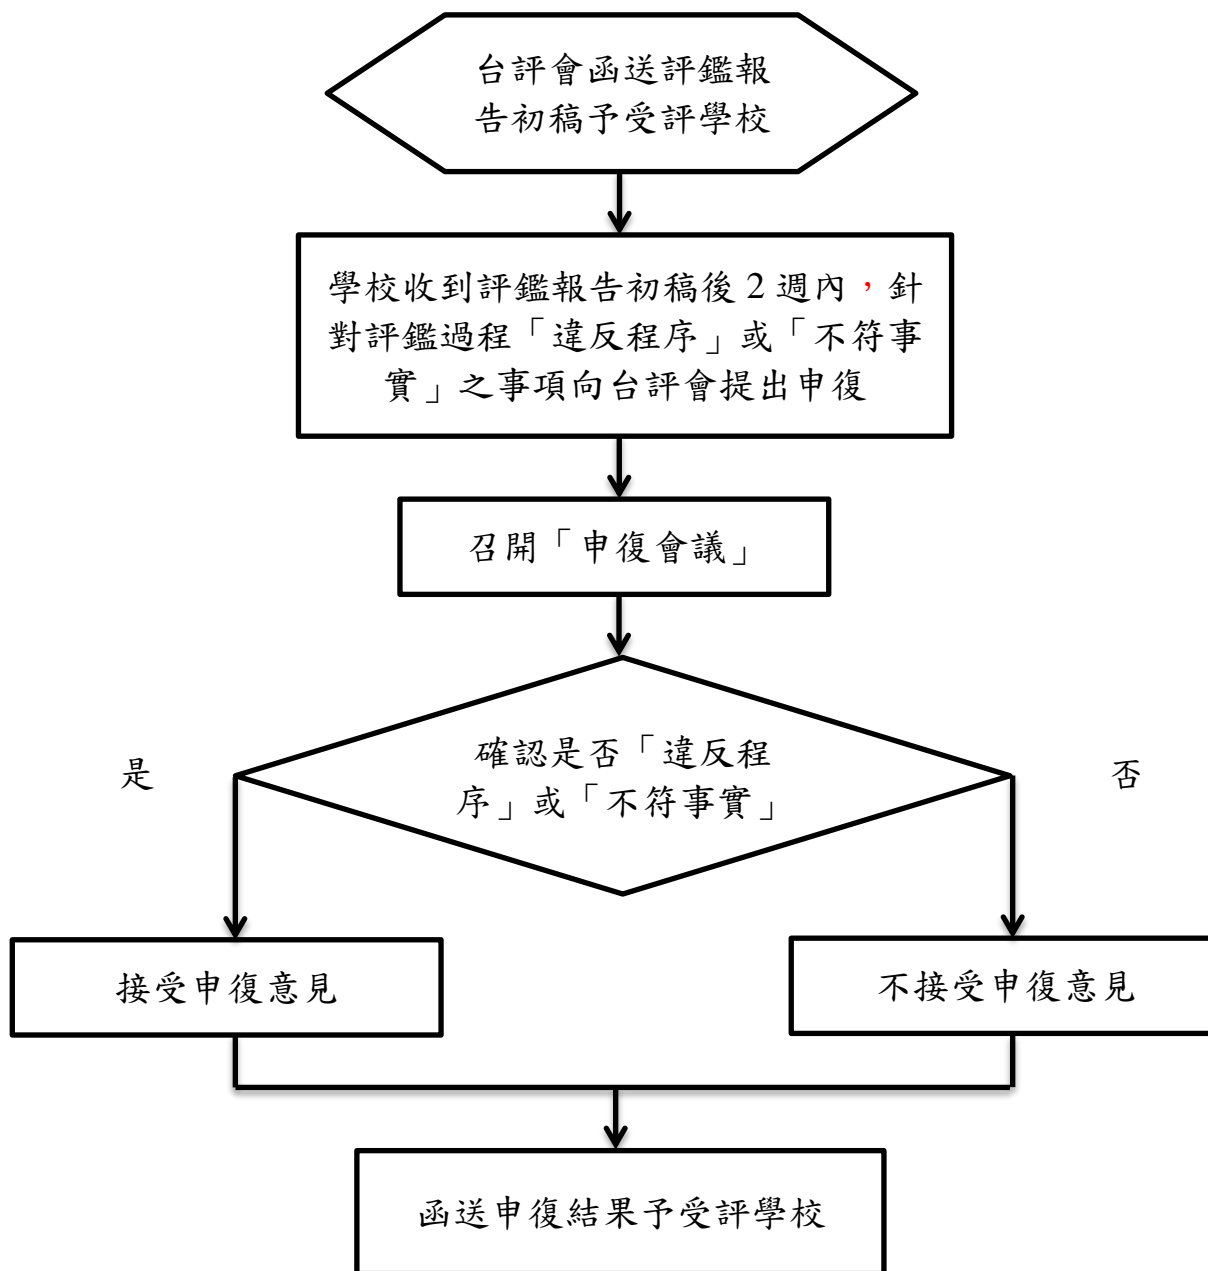 台評會函送評鑑報
告初稿予受評學校
學校收到評鑑報告初稿後 2 週內，針
對評鑑過程「違反程序」或「不符事
實」之事項向台評會提出申復
召開「申復會議」
確認是否「違反程
序」或「不符事實」
是
否
接受申復意見
不接受申復意見
函送申復結果予受評學校